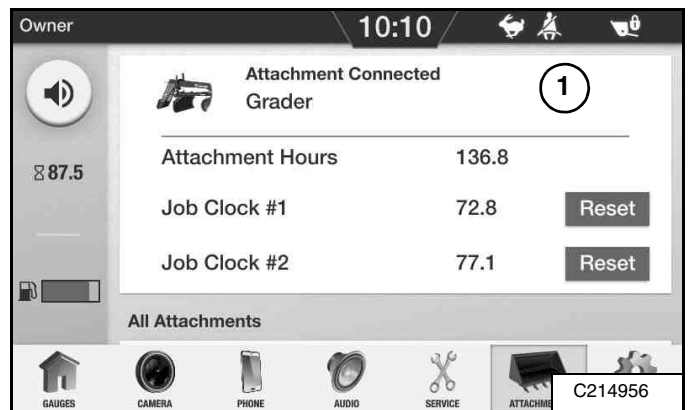 Owner 10:10
Attachment Connected
Grader
1
Attachment Hours 136.8
87.5
Job Clock #1 72.8 Reset
Job Clock #2 77.1 Reset
All Attachments
GAUGES CAMERA PHONE AUDIO SERVICE
C214956